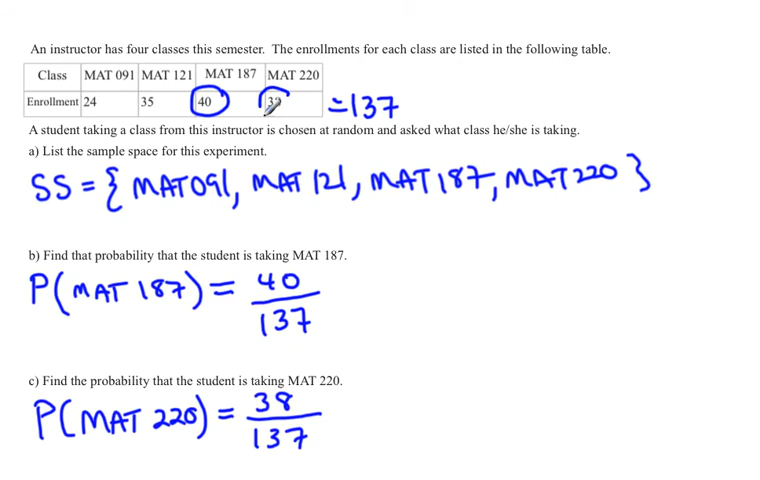 An instructor has four classes this semester. The enrollments for each class are listed in the following table.
Class MAT 091 MAT 121 MAT 187 MAT 220
Enrollment 24 35 40 =137
A student taking a class from this instructor is chosen at random and asked what class he/she is taking.
a) List the sample space for this experiment.
SS = { MAT 091, MAT 121, MAT 187, MAT 220 }
b) Find that probability that the student is taking MAT 187.
P(MAT 187) = 40/137
c) Find the probability that the student is taking MAT 220.
P(MAT 220) = 38/137